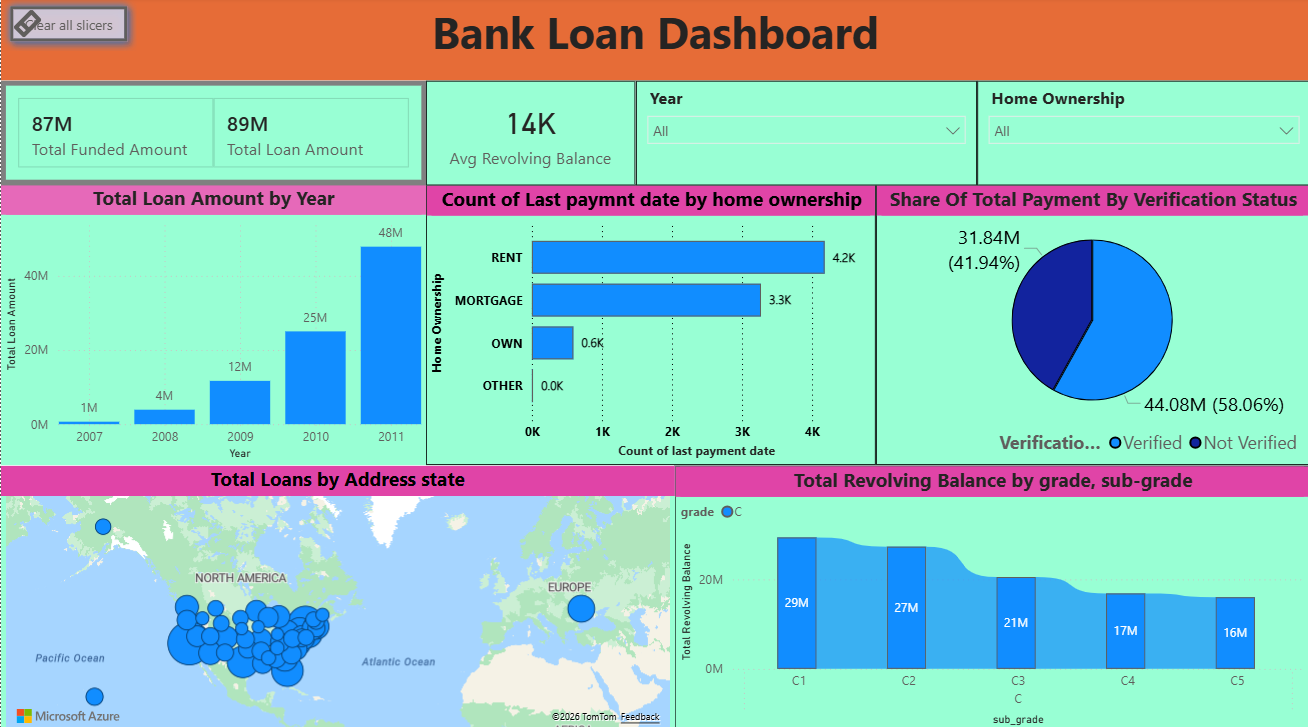 Clear all slicers
Bank Loan Dashboard
87M
Total Funded Amount
89M
Total Loan Amount
14K
Avg Revolving Balance
Year
All
Home Ownership
All
Total Loan Amount by Year
Total Loan Amount
40M
20M
0M
1M
4M
12M
25M
48M
2007 2008 2009 2010 2011
Year
Count of Last paymnt date by home ownership
Home Ownership
RENT 4.2K
MORTGAGE 3.3K
OWN 0.6K
OTHER 0.0K
0K 1K 2K 3K 4K
Count of last payment date
Share Of Total Payment By Verification Status
31.84M
(41.94%)
44.08M (58.06%)
Verificatio... Verified Not Verified
Total Loans by Address state
NORTH AMERICA
EUROPE
Pacific Ocean
Atlantic Ocean
Microsoft Azure
©2026 TomTom Feedback
Total Revolving Balance by grade, sub-grade
grade C
Total Revolving Balance
20M
0M
29M
27M
21M
17M
16M
C1 C2 C3 C4 C5
C
sub_grade